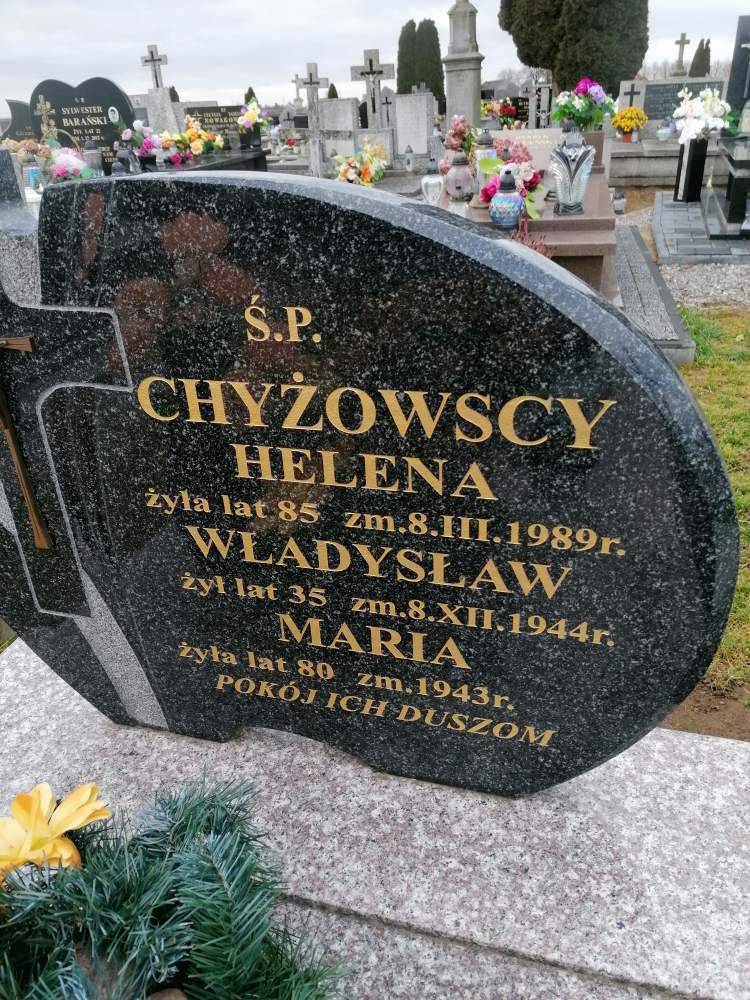 Ś.P.
CHYŻOWSCY
HELENA
żyła lat 85 zm.8.III.1989r.
WŁADYSŁAW
żył lat 35 zm.8.XII.1944r.
MARIA
żyła lat 80 zm.1943r.
POKÓJ ICH DUSZOM
SYLWESTER
BARAŃSKI